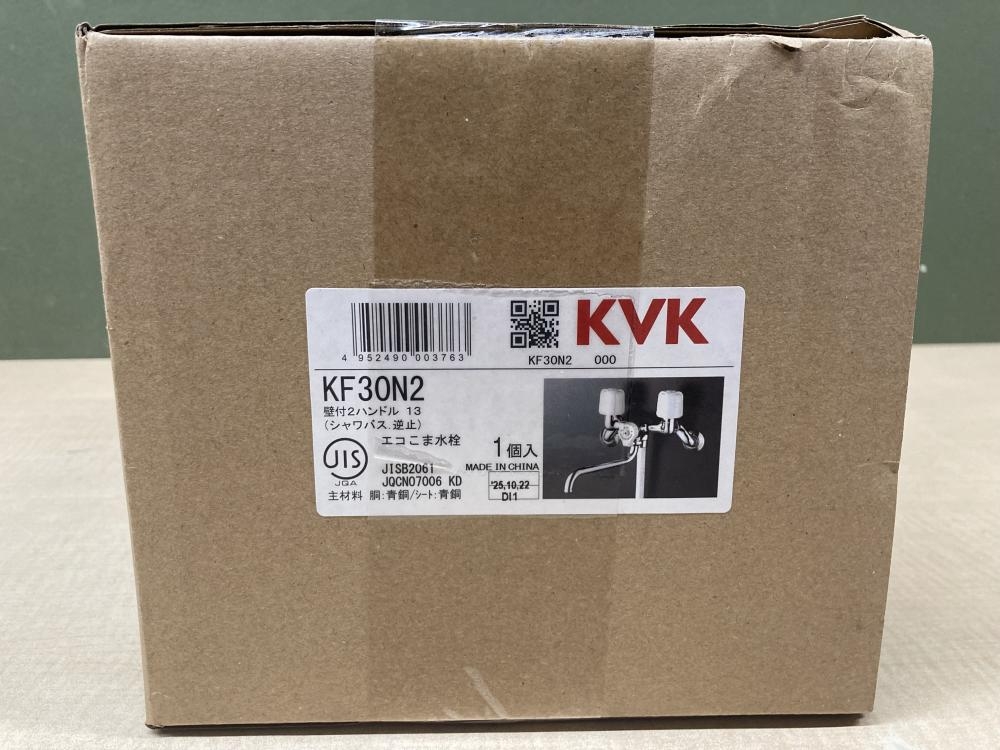 4 952490 003763
KVK
KF30N2 000
KF30N2
壁付2ハンドル 13
(シャワバス.逆止)
エコこま水栓
1個入
JIS
JQA
JISB2061
JQCN07006 KD
MADE IN CHINA
'25,10,22
DI1
主材料 胴:青銅/シート:青銅